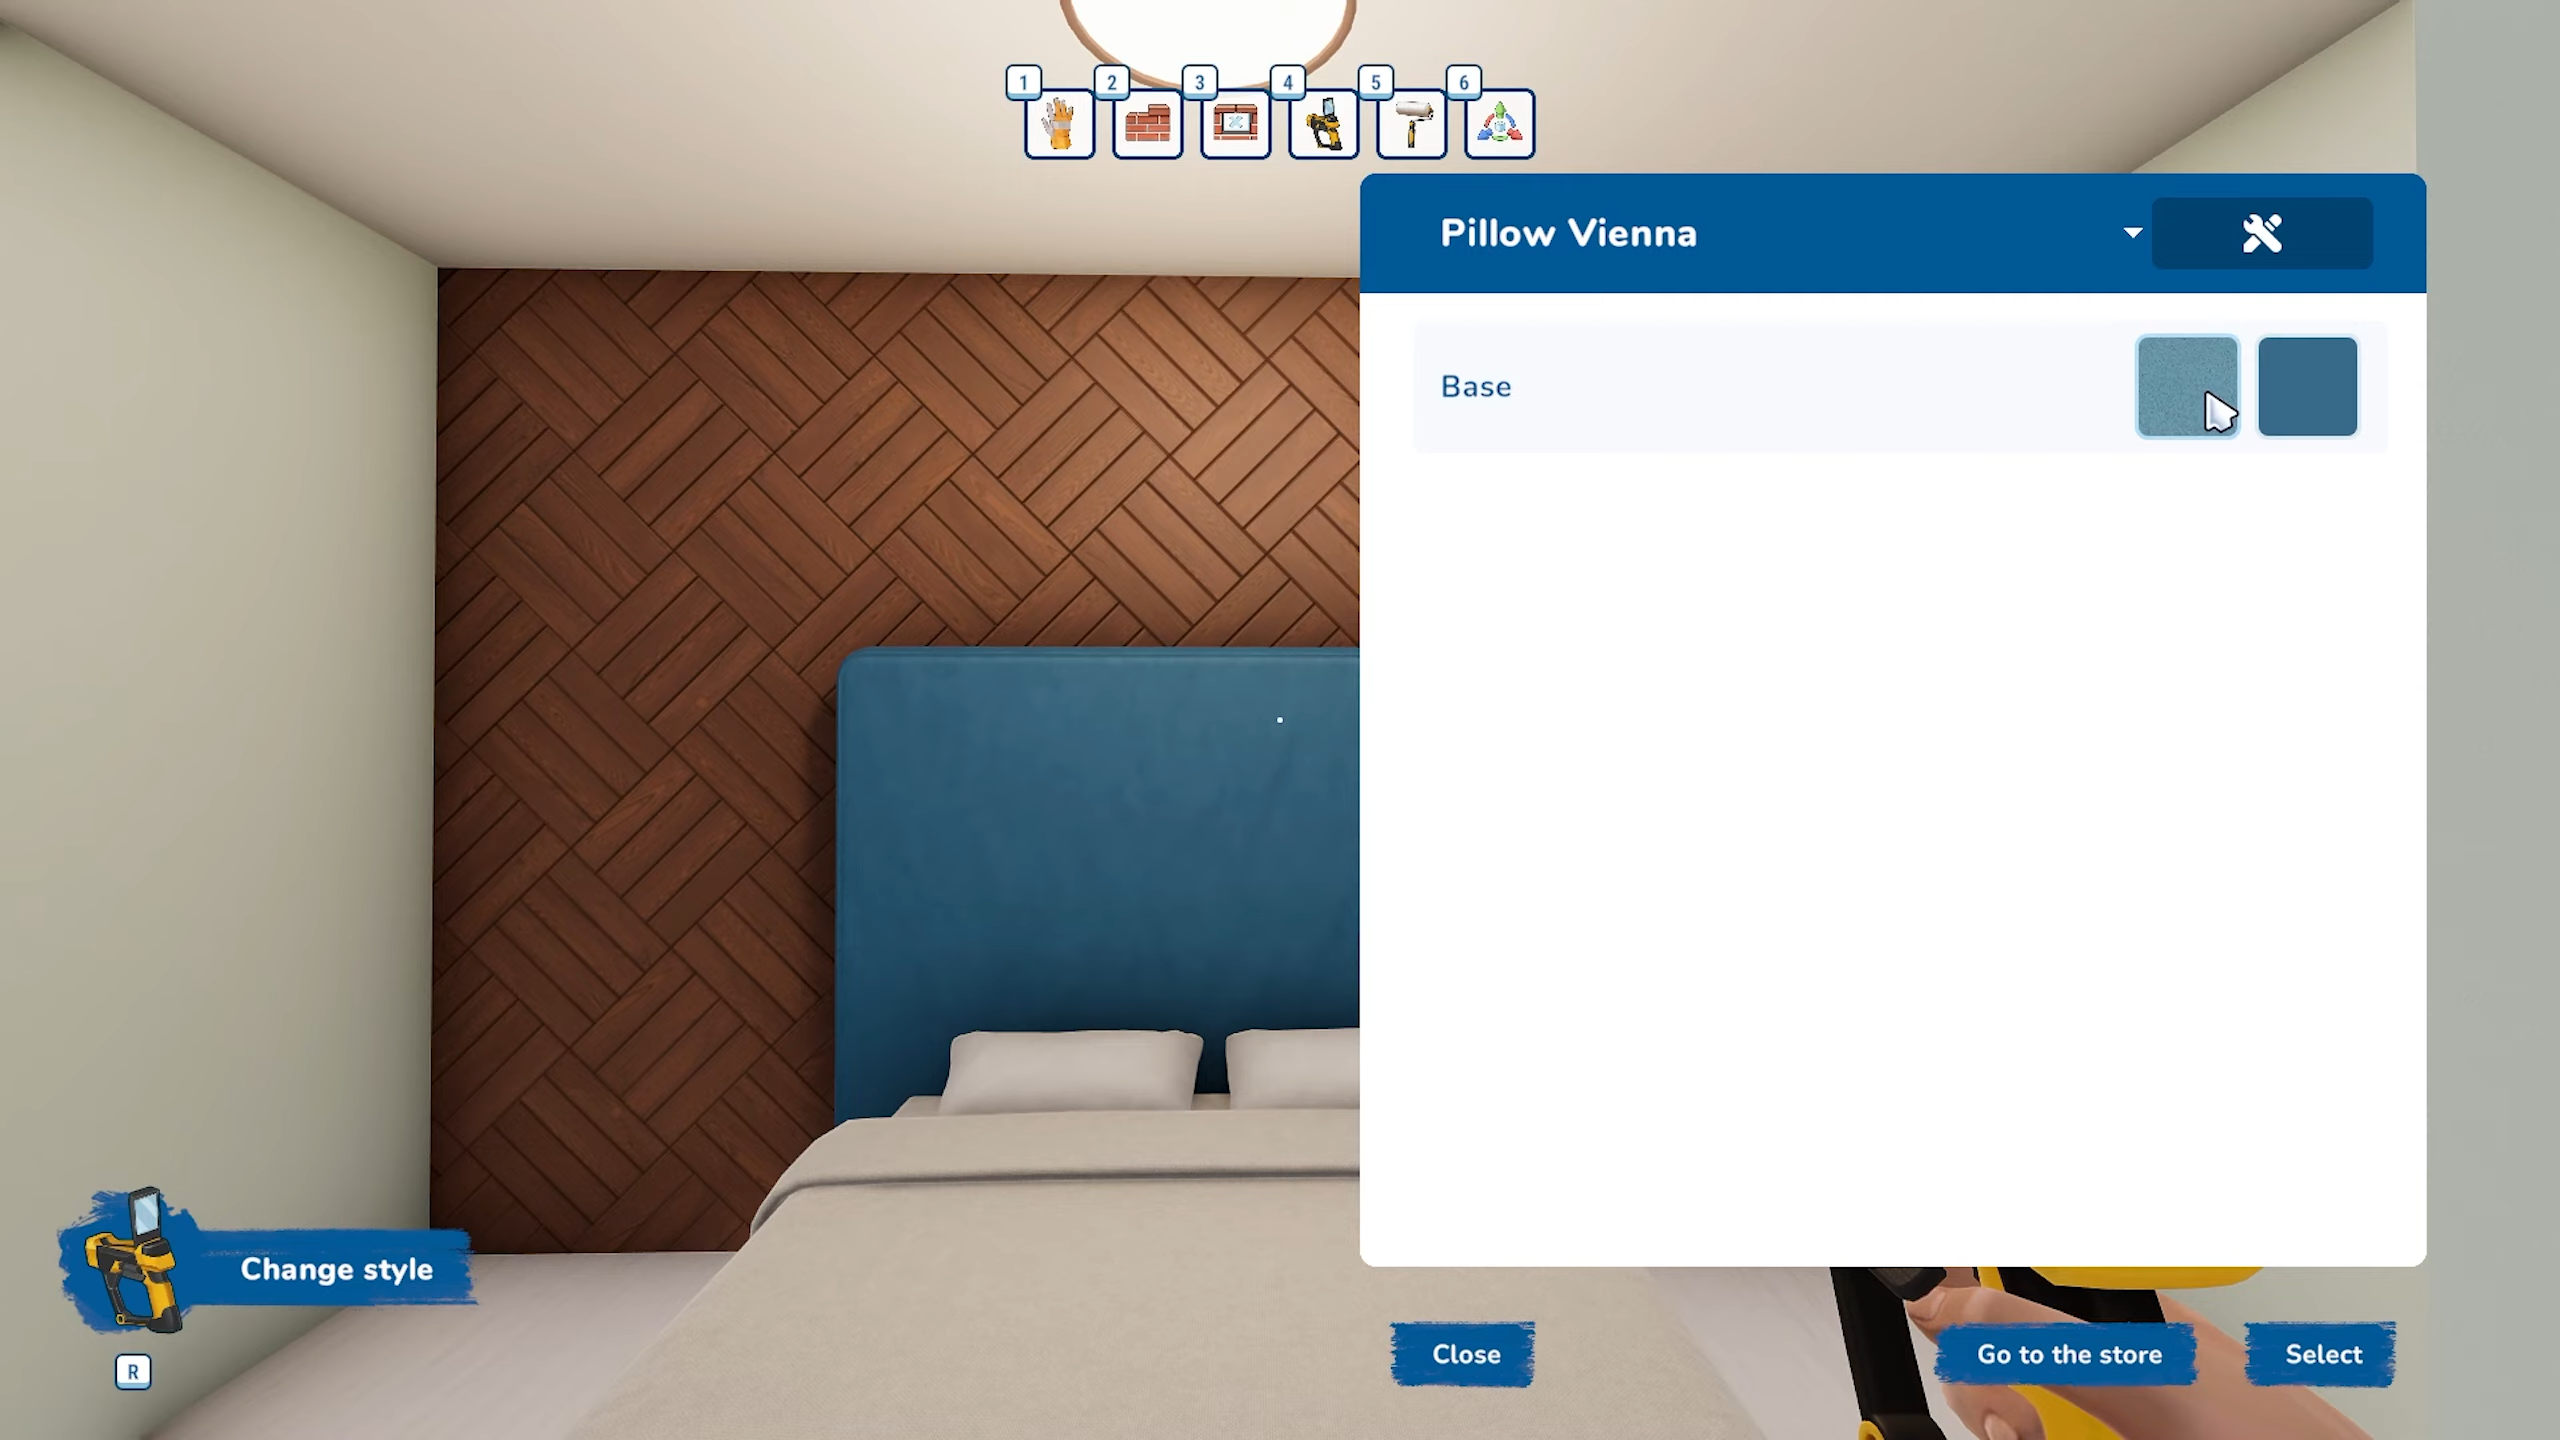 1 2 3 4 5 6
Pillow Vienna
Base
Change style
R
Close
Go to the store
Select